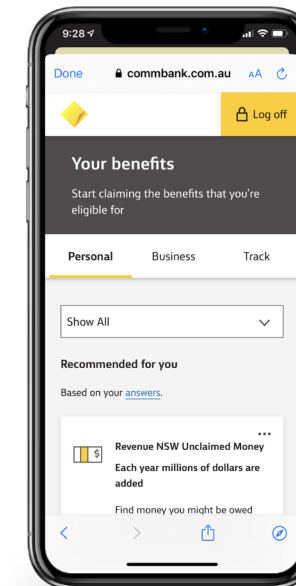 9:28
Done commbank.com.au AA
Log off
Your benefits
Start claiming the benefits that you're
eligible for
Personal Business Track
Show All
Recommended for you
Based on your answers.
Revenue NSW Unclaimed Money
$
Each year millions of dollars are
added
Find money you might be owed